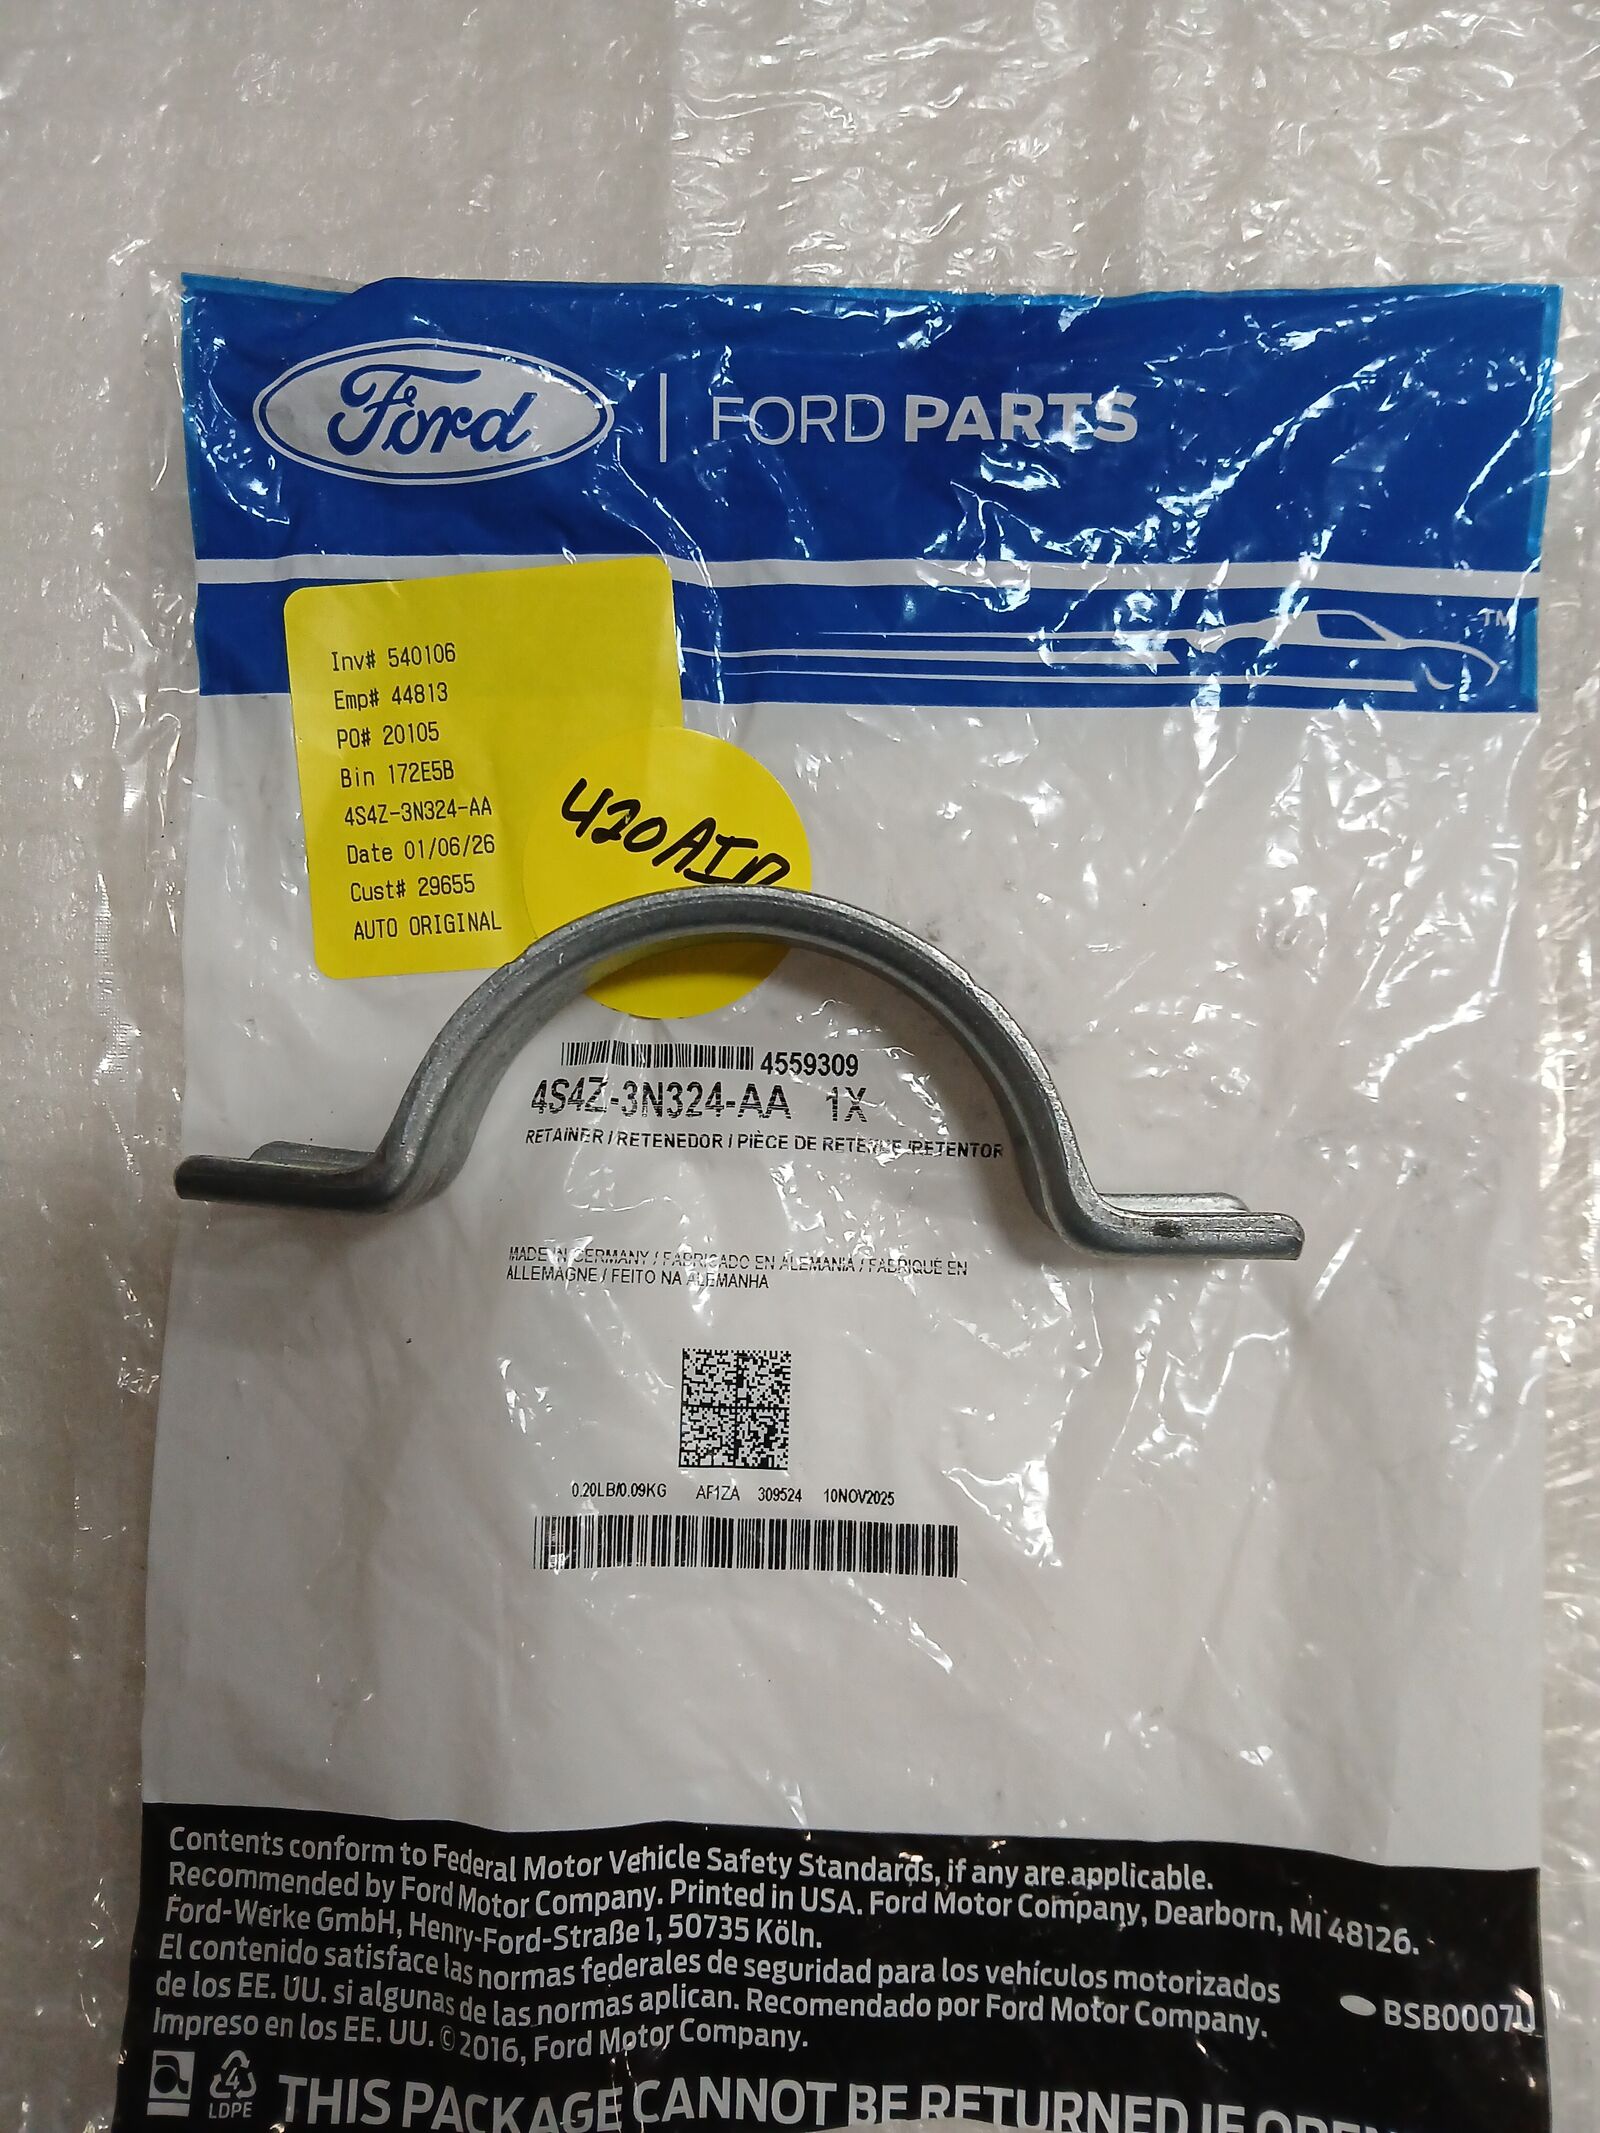 Ford
FORD PARTS
TM
Inv# 540106
Emp# 44813
PO# 20105
Bin 172E5B
4S4Z-3N324-AA
Date 01/06/26
Cust# 29655
AUTO ORIGINAL
4559309
4S4Z-3N324-AA 1X
RETAINER / RETENEDOR / PIÈCE DE RETENUE /RETENTOR
MADE IN GERMANY / FABRICADO EN ALEMANIA / FABRIQUÉ EN
ALLEMAGNE / FEITO NA ALEMANHA
0.20LB/0.09KG AF1ZA 309524 10NOV2025
Contents conform to Federal Motor Vehicle Safety Standards, if any are applicable.
Recommended by Ford Motor Company. Printed in USA. Ford Motor Company, Dearborn, MI 48126.
Ford-Werke GmbH, Henry-Ford-Straße 1, 50735 Köln.
El contenido satisface las normas federales de seguridad para los vehículos motorizados
de los EE. UU. si algunas de las normas aplican. Recomendado por Ford Motor Company.
Impreso en los EE. UU. © 2016, Ford Motor Company.
BSB0007U
4
LDPE
THIS PACKAGE CANNOT BE RETURNED IF